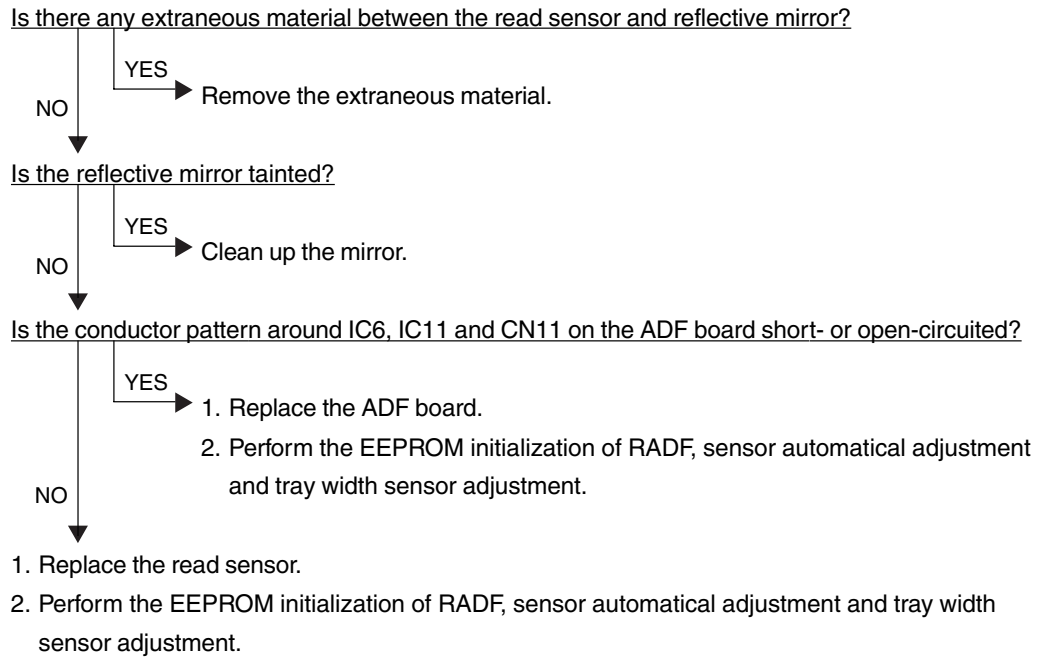 Is there any extraneous material between the read sensor and reflective mirror?
YES
Remove the extraneous material.
NO
Is the reflective mirror tainted?
YES
Clean up the mirror.
NO
Is the conductor pattern around IC6, IC11 and CN11 on the ADF board short- or open-circuited?
YES
1. Replace the ADF board.
2. Perform the EEPROM initialization of RADF, sensor automatical adjustment
and tray width sensor adjustment.
NO
1. Replace the read sensor.
2. Perform the EEPROM initialization of RADF, sensor automatical adjustment and tray width
sensor adjustment.